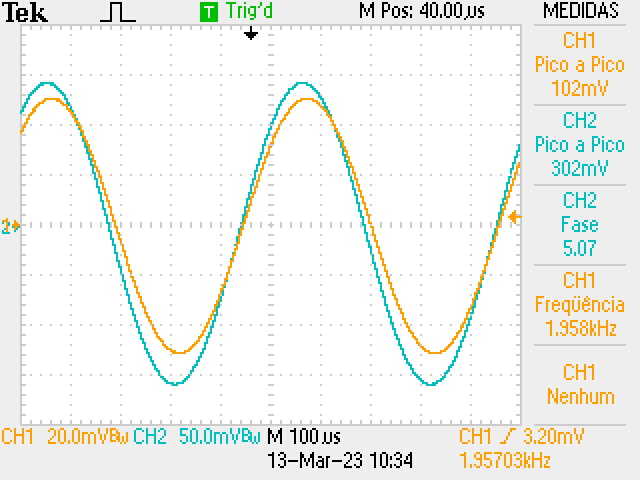 Tek
T Trig'd
M Pos: 40.00µs
MEDIDAS
CH1
Pico a Pico
102mV
CH2
Pico a Pico
302mV
CH2
Fase
5.07
CH1
Freqüência
1.958kHz
CH1
Nenhum
2
1
CH1 20.0mVBw CH2 50.0mVBw M 100µs CH1 / 3.20mV
13-Mar-23 10:34 1.95703kHz